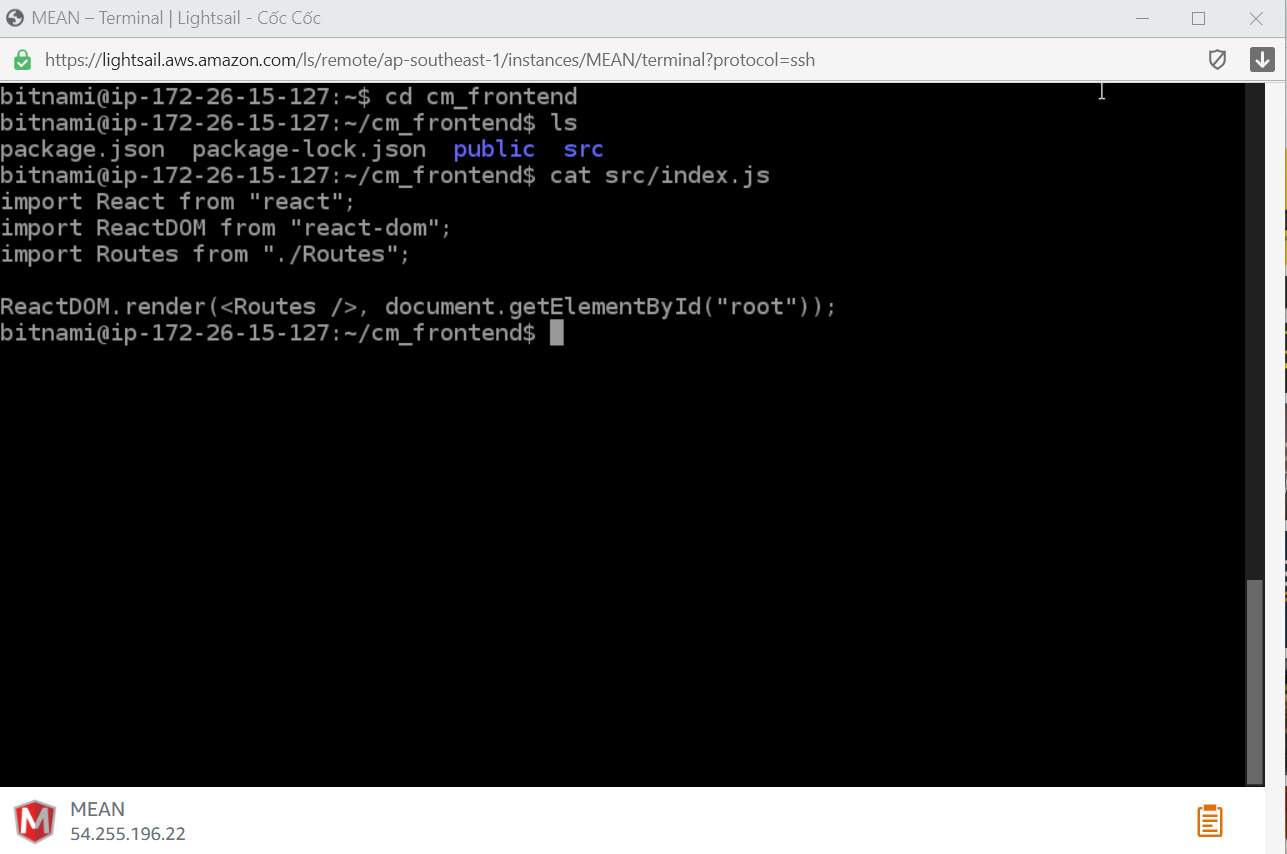 MEAN – Terminal | Lightsail - Cốc Cốc
https://lightsail.aws.amazon.com/ls/remote/ap-southeast-1/instances/MEAN/terminal?protocol=ssh
bitnami@ip-172-26-15-127:~$ cd cm_frontend
bitnami@ip-172-26-15-127:~/cm_frontend$ ls
package.json  package-lock.json  public  src
bitnami@ip-172-26-15-127:~/cm_frontend$ cat src/index.js
import React from "react";
import ReactDOM from "react-dom";
import Routes from "./Routes";
ReactDOM.render(<Routes />, document.getElementById("root"));
bitnami@ip-172-26-15-127:~/cm_frontend$
M
MEAN
54.255.196.22